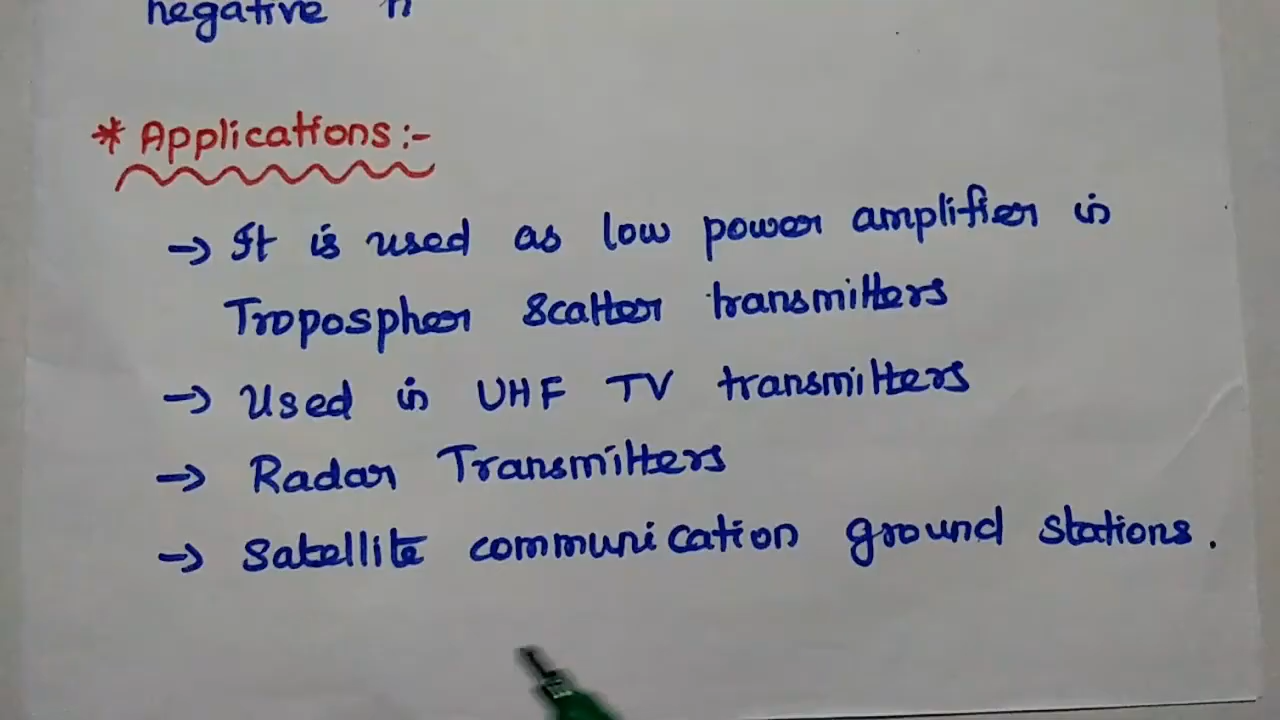 negative
* Applications:-
→ It is used as low power amplifier in
Tropospher Scatter transmitters
→ Used in UHF TV transmitters
→ Radar Transmitters
→ Satellite communication ground stations.